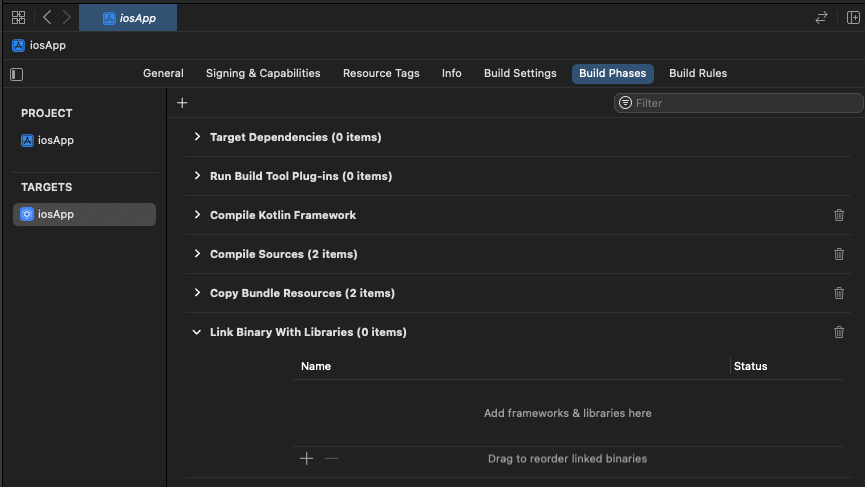 iosApp
iosApp
General Signing & Capabilities Resource Tags Info Build Settings Build Phases Build Rules
PROJECT
iosApp
TARGETS
iosApp
Filter
Target Dependencies (0 items)
Run Build Tool Plug-ins (0 items)
Compile Kotlin Framework
Compile Sources (2 items)
Copy Bundle Resources (2 items)
Link Binary With Libraries (0 items)
Name Status
Add frameworks & libraries here
Drag to reorder linked binaries